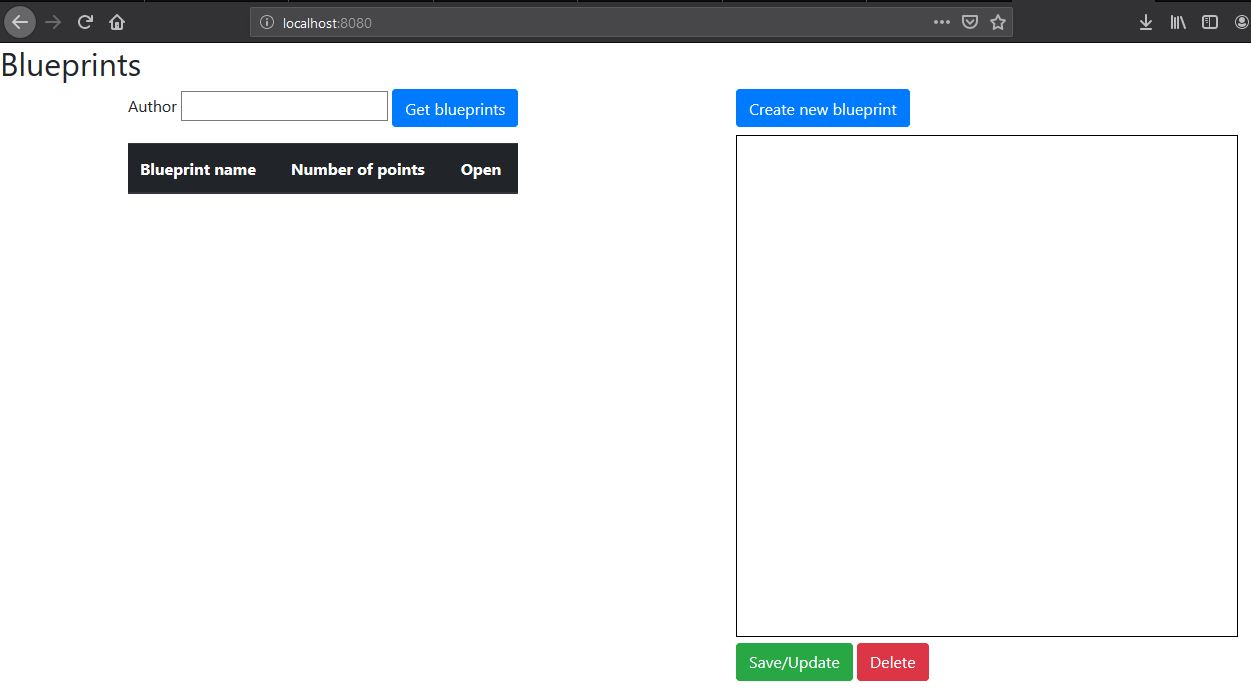 localhost:8080
Blueprints
Author Get blueprints
Blueprint name Number of points Open
Create new blueprint
Save/Update Delete